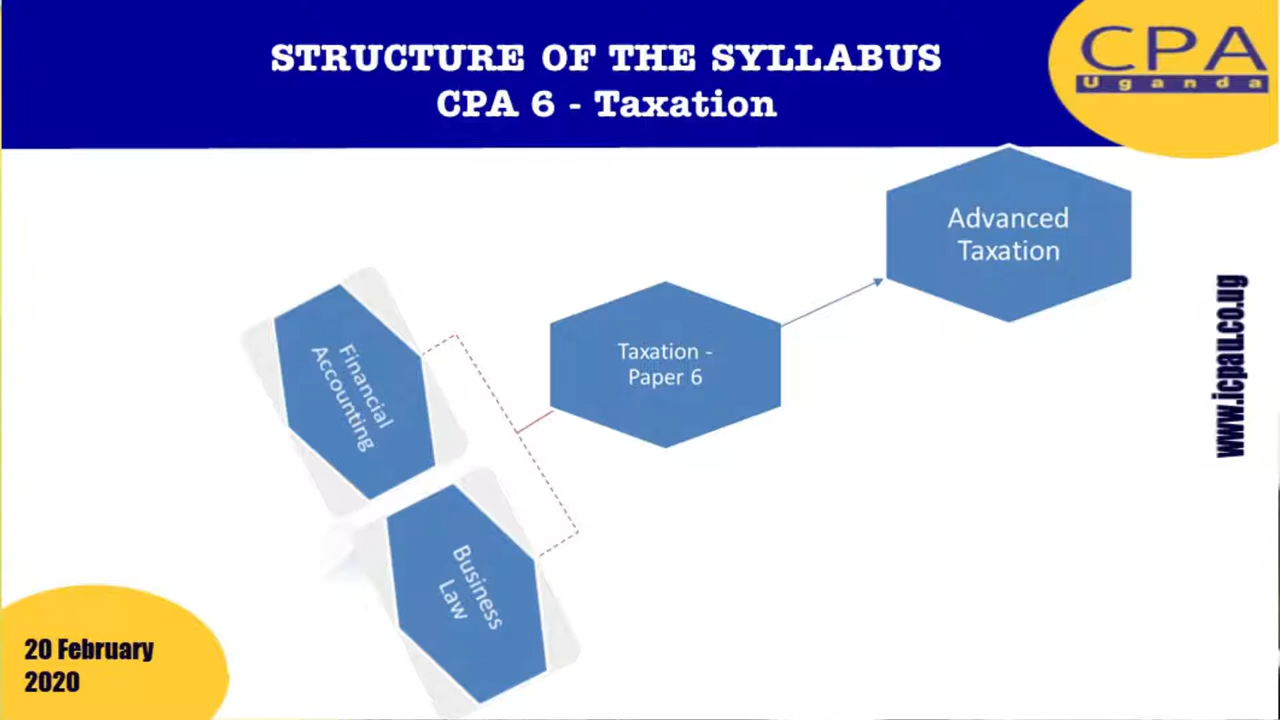 STRUCTURE OF THE SYLLABUS
CPA 6 - Taxation
CPA
Uganda
Advanced
Taxation
Taxation -
Paper 6
Financial
Accounting
Business
Law
www.icpau.co.ug
20 February
2020